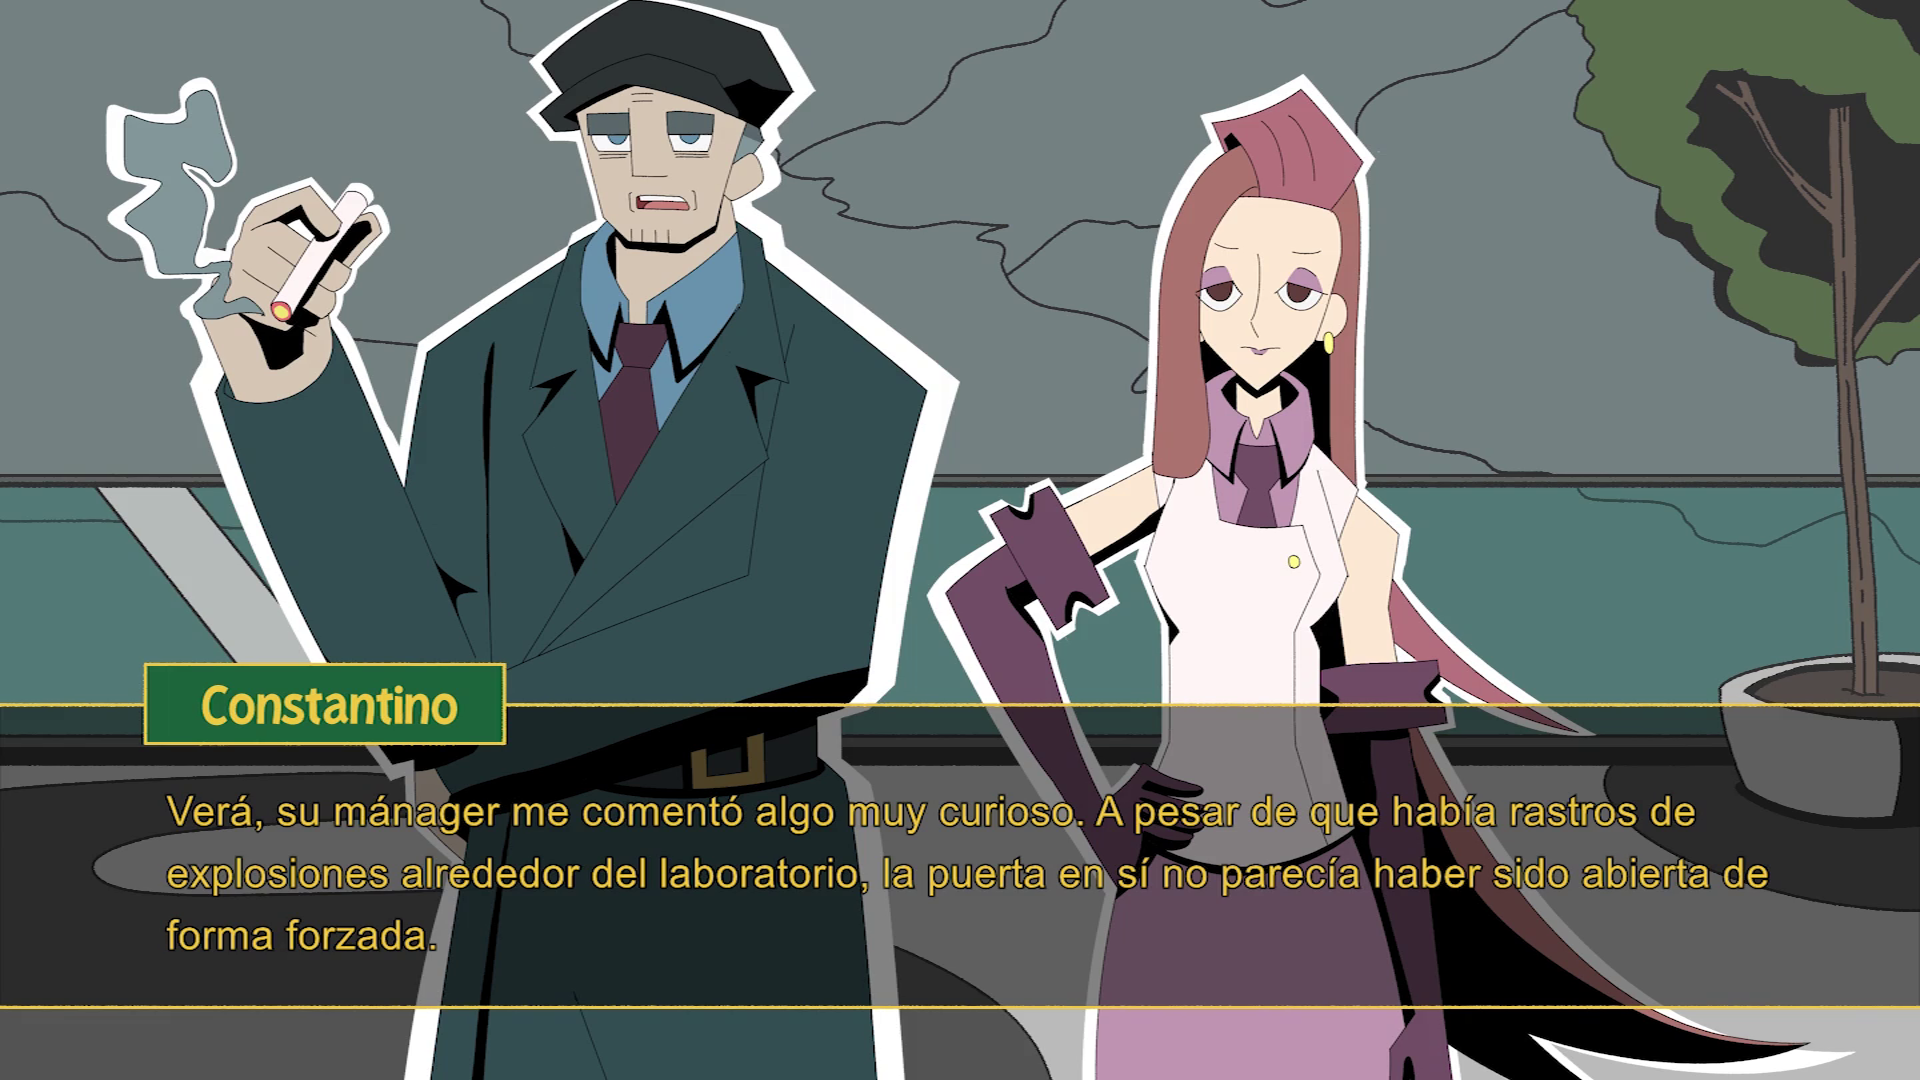 Constantino
Verá, su mánager me comentó algo muy curioso. A pesar de que había rastros de
explosiones alrededor del laboratorio, la puerta en sí no parecía haber sido abierta de
forma forzada.